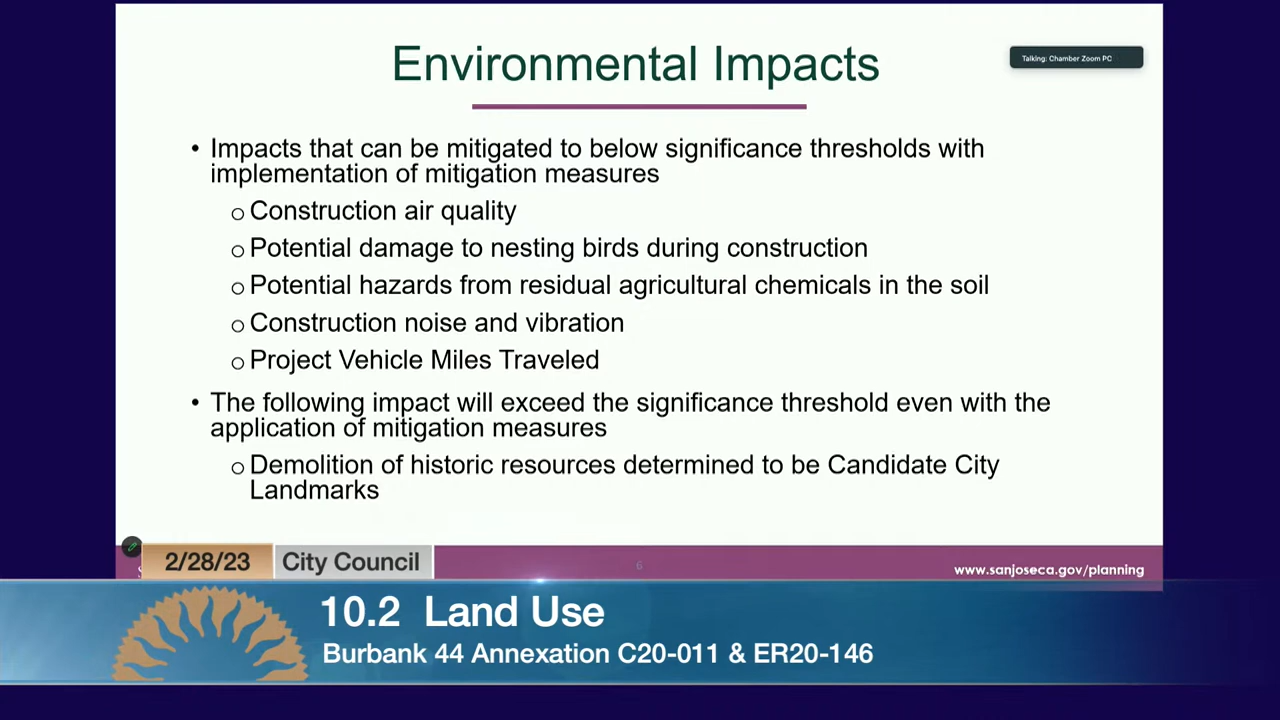 Environmental Impacts
Talking: Chamber Zoom PC
• Impacts that can be mitigated to below significance thresholds with
implementation of mitigation measures
o Construction air quality
o Potential damage to nesting birds during construction
o Potential hazards from residual agricultural chemicals in the soil
o Construction noise and vibration
o Project Vehicle Miles Traveled
• The following impact will exceed the significance threshold even with the
application of mitigation measures
o Demolition of historic resources determined to be Candidate City
Landmarks
2/28/23 City Council
6
www.sanjoseca.gov/planning
10.2 Land Use
Burbank 44 Annexation C20-011 & ER20-146